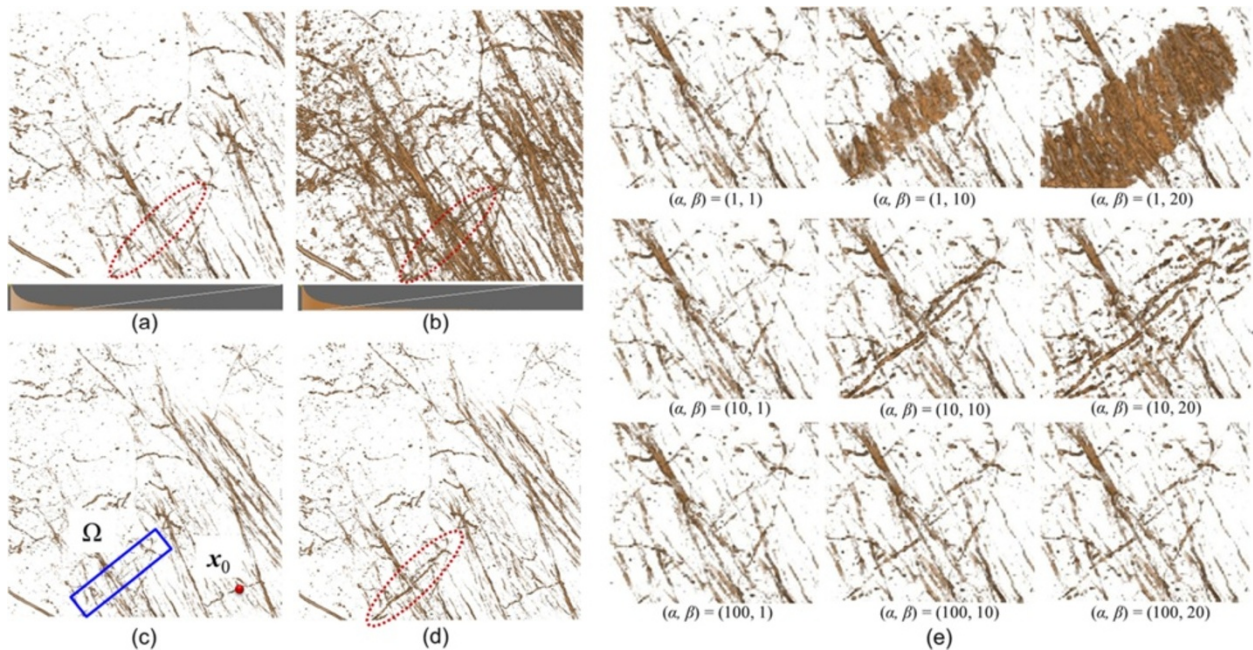 (α, β) = (1, 1)
(α, β) = (1, 10)
(α, β) = (1, 20)
(a)
(b)
(α, β) = (10, 1)
(α, β) = (10, 10)
(α, β) = (10, 20)
Ω
x₀
(α, β) = (100, 1)
(α, β) = (100, 10)
(α, β) = (100, 20)
(c)
(d)
(e)